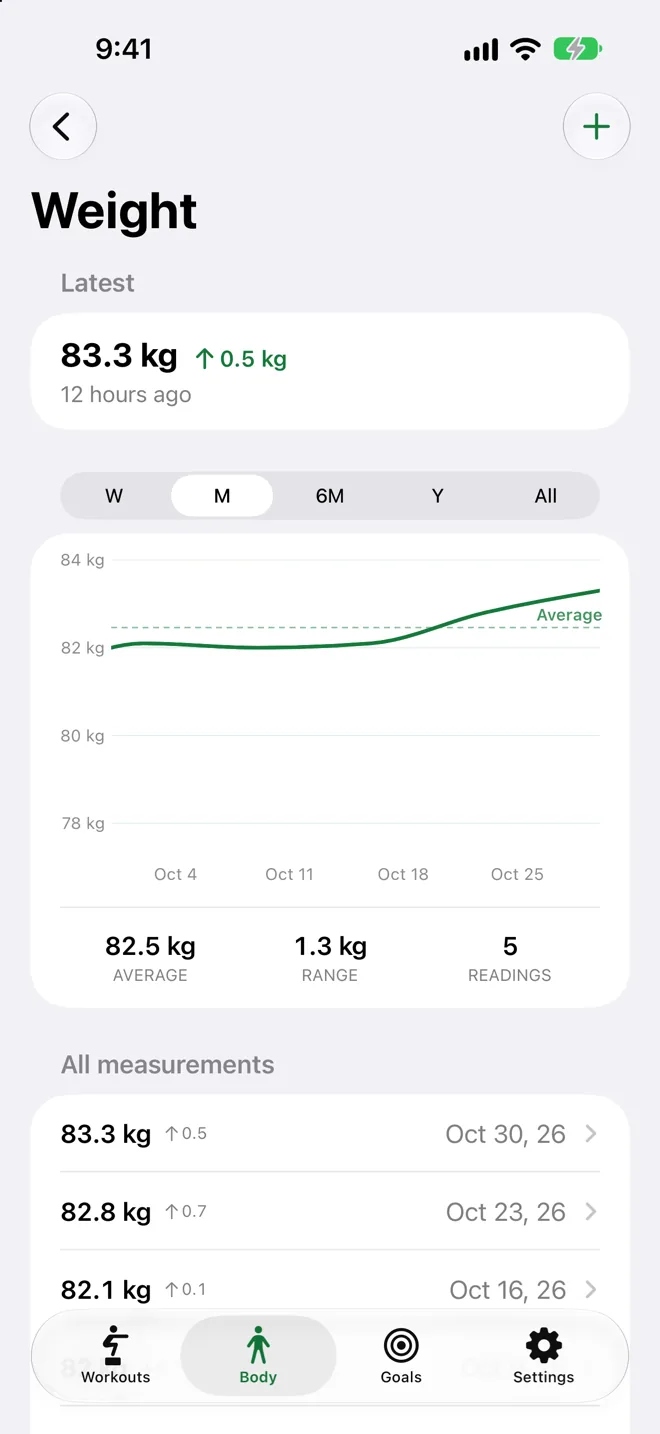 9:41
Weight
Latest
83.3 kg ↑ 0.5 kg
12 hours ago
W M 6M Y All
84 kg
Average
82 kg
80 kg
78 kg
Oct 4 Oct 11 Oct 18 Oct 25
82.5 kg 1.3 kg 5
AVERAGE RANGE READINGS
All measurements
83.3 kg ↑ 0.5 Oct 30, 26
82.8 kg ↑ 0.7 Oct 23, 26
82.1 kg ↑ 0.1 Oct 16, 26
Workouts Body Goals Settings